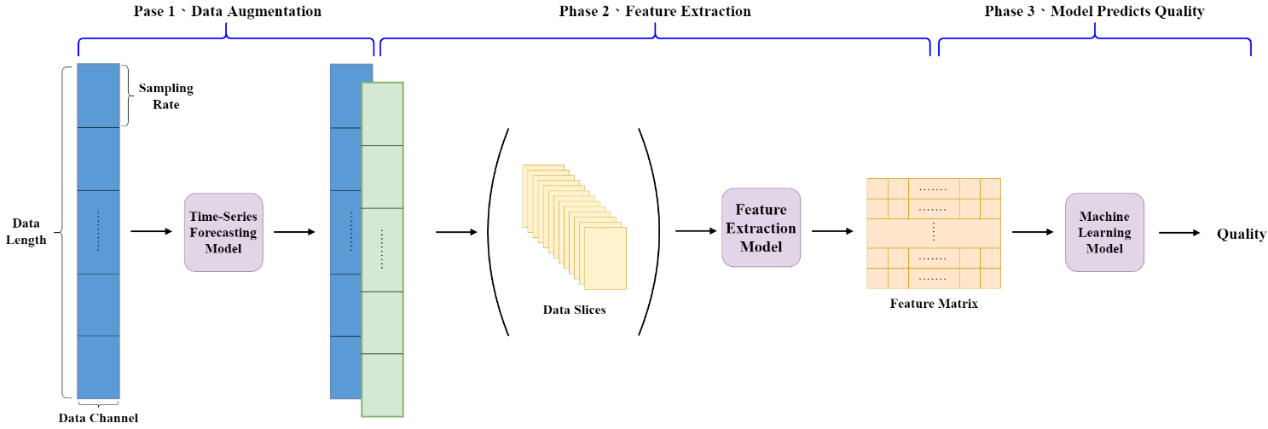 Pase 1、Data Augmentation
Phase 2、Feature Extraction
Phase 3、Model Predicts Quality
Sampling
Rate
Data
Length
Time-Series
Forecasting
Model
Data Channel
Data Slices
Feature
Extraction
Model
Feature Matrix
Machine
Learning
Model
Quality